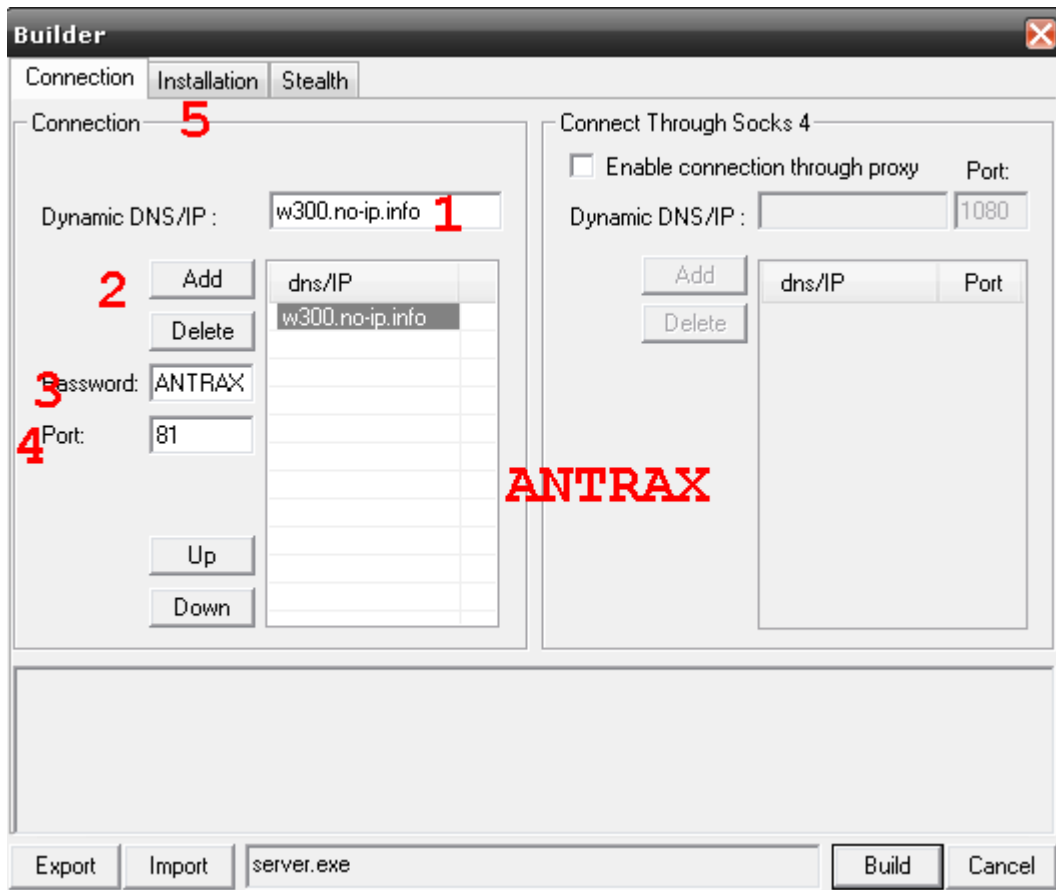 Builder
Connection Installation Stealth
5
Connection
Dynamic DNS/IP :
w300.no-ip.info
1
2
Add
Delete
dns/IP
w300.no-ip.info
3
Password:
ANTRAX
4
Port:
81
Up
Down
Connect Through Socks 4
Enable connection through proxy
Port:
Dynamic DNS/IP :
1080
Add
Delete
dns/IP Port
ANTRAX
Export Import server.exe Build Cancel